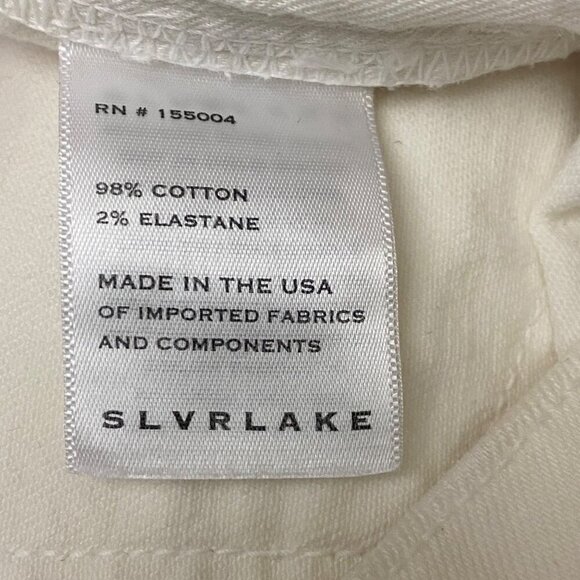 RN # 155004
98% COTTON
2% ELASTANE
MADE IN THE USA
OF IMPORTED FABRICS
AND COMPONENTS
SLVRLAKE